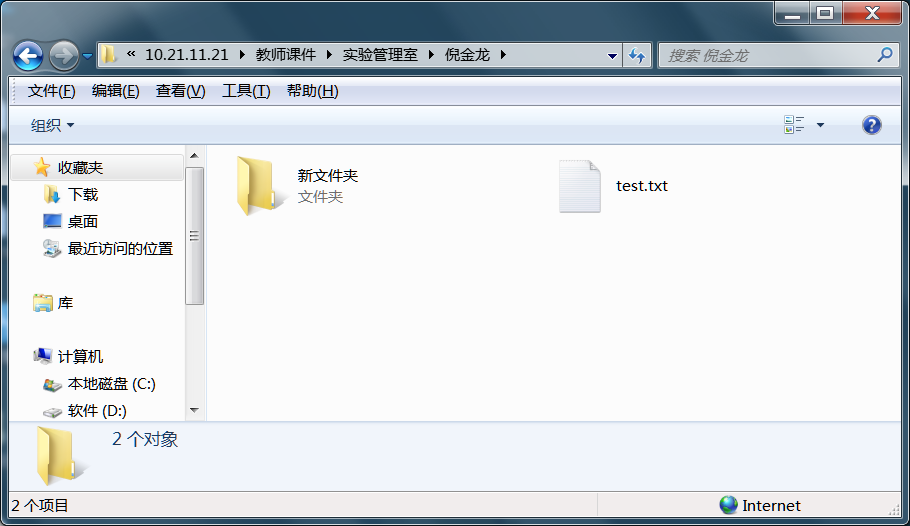 « 10.21.11.21 ▸ 教师课件 ▸ 实验管理室 ▸ 倪金龙 ▸
搜索 倪金龙
文件(F) 编辑(E) 查看(V) 工具(T) 帮助(H)
组织
收藏夹
下载
桌面
最近访问的位置
库
计算机
本地磁盘 (C:)
软件 (D:)
新文件夹
文件夹
test.txt
2 个对象
2 个项目
Internet